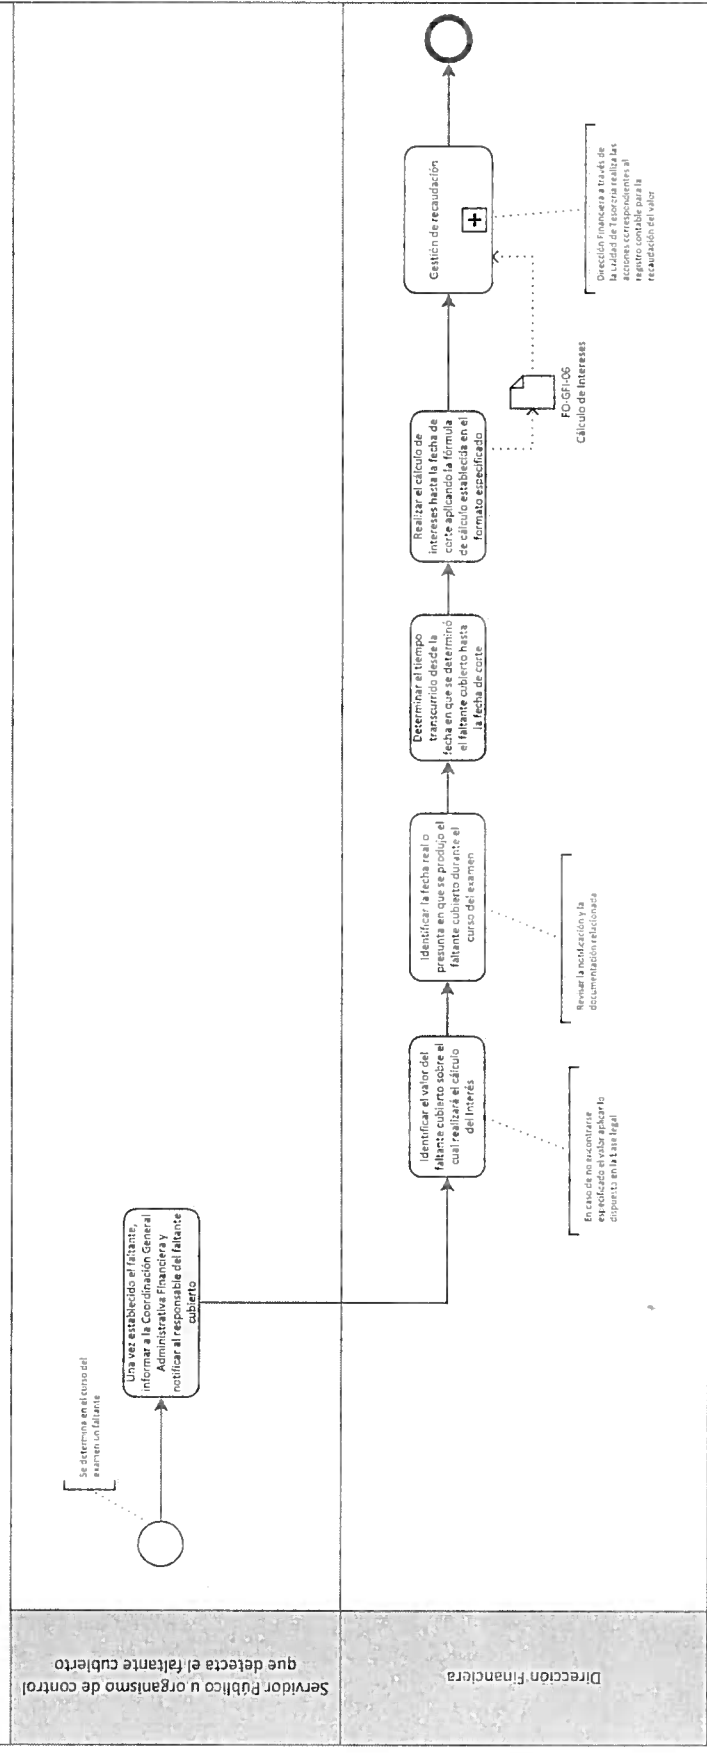 Servidor Público u organismo de control
que detecta el faltante cubierto
Se determina en el curso del
examen un faltante
Una vez establecido el faltante,
informar a la Coordinación General
Administrativa Financiera y
notificar al responsable del faltante
cubierto
Dirección Financiera
Identificar el valor del
faltante cubierto sobre el
cual realizará el cálculo
del Interés
En caso de no encontrarse
especificado el valor aplicar lo
dispuesto en la base legal
Identificar la fecha real o
presunta en que se produjo el
faltante cubierto durante el
curso del examen
Revisar la notificación y la
documentación relacionada
Determinar el tiempo
transcurrido desde la
fecha en que se determinó
el faltante cubierto hasta
la fecha de corte
Realizar el cálculo de
intereses hasta la fecha de
corte aplicando la fórmula
de cálculo establecida en el
formato especificado
FO-GFI-06
Cálculo de Intereses
Gestión de recaudación
Dirección Financiera a través de
la Unidad de Tesorería realiza las
acciones correspondientes al
registro contable para la
recaudación del valor